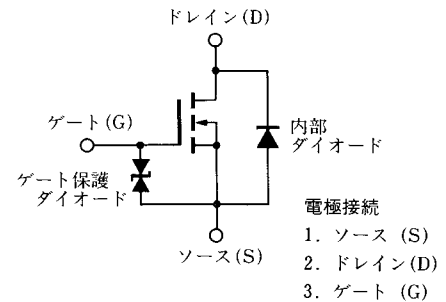 ドレイン(D)
ゲート(G)
内部
ダイオード
ゲート保護
ダイオード
ソース(S)
電極接続
1. ソース (S)
2. ドレイン(D)
3. ゲート (G)